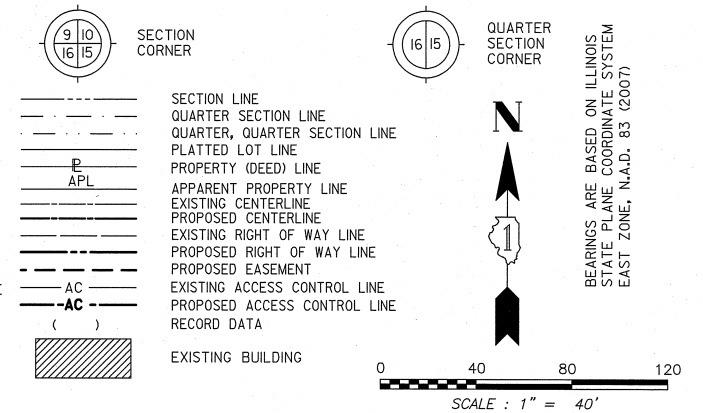 9 10
16 15
SECTION
CORNER
16 15
QUARTER
SECTION
CORNER
SECTION LINE
QUARTER SECTION LINE
QUARTER, QUARTER SECTION LINE
PLATTED LOT LINE
PL PROPERTY (DEED) LINE
APL APPARENT PROPERTY LINE
EXISTING CENTERLINE
PROPOSED CENTERLINE
EXISTING RIGHT OF WAY LINE
PROPOSED RIGHT OF WAY LINE
PROPOSED EASEMENT
AC EXISTING ACCESS CONTROL LINE
AC PROPOSED ACCESS CONTROL LINE
( ) RECORD DATA
EXISTING BUILDING
N
1
BEARINGS ARE BASED ON ILLINOIS
STATE PLANE COORDINATE SYSTEM
EAST ZONE, N.A.D. 83 (2007)
0 40 80 120
SCALE : 1" = 40'